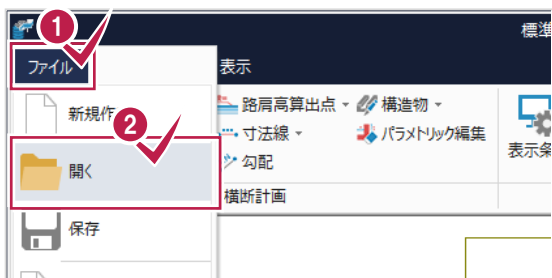 1
標準
ファイル
表示
新規作
2
路肩高算出点
構造物
寸法線
パラメトリック編集
勾配
表示条
開く
横断計画
保存